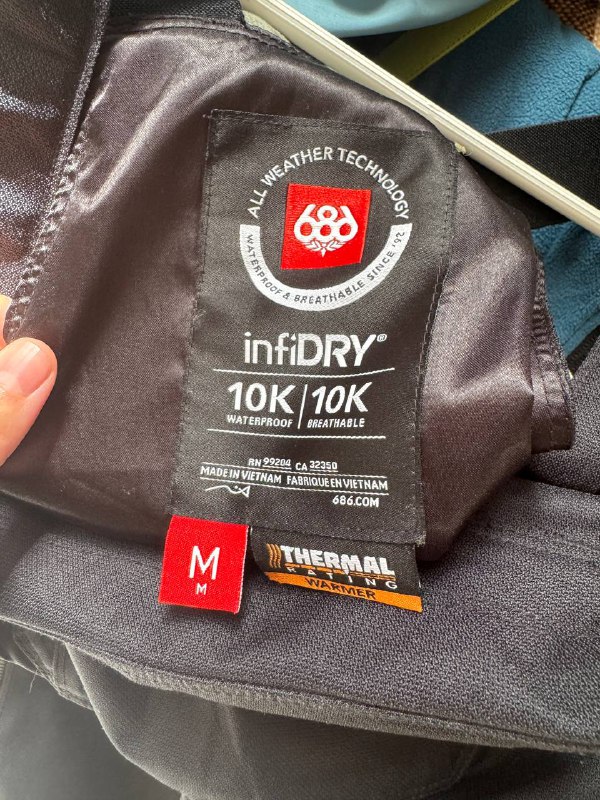 ALL WEATHER TECHNOLOGY
686
WATERPROOF & BREATHABLE SINCE '92
infiDRY®
10K | 10K
WATERPROOF BREATHABLE
RN 99204 CA 32350
MADE IN VIETNAM FABRIQUE EN VIETNAM
686.COM
M
M
THERMAL
RATING
WARMER